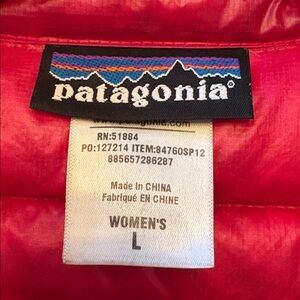 patagonia®
www.patagonia.com
RN:51884
PO:127214 ITEM:84760SP12
885657286287
Made in CHINA
Fabriqué EN CHINE
WOMEN'S
L